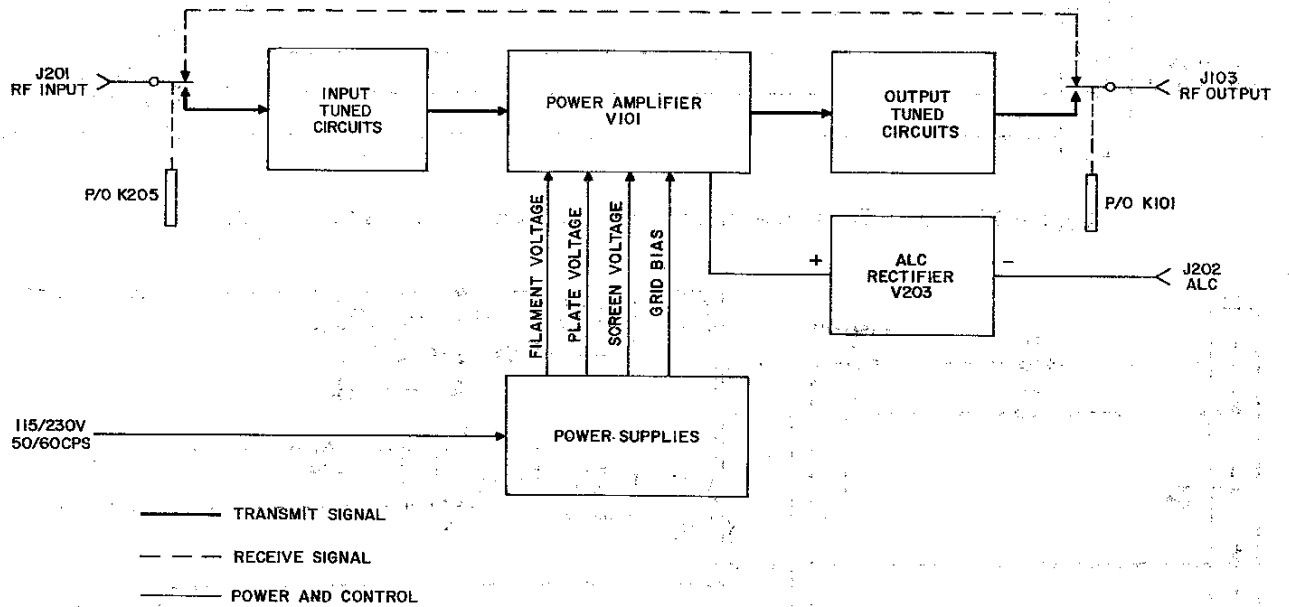 J201
RF INPUT
INPUT
TUNED
CIRCUITS
POWER AMPLIFIER
V101
OUTPUT
TUNED
CIRCUITS
J103
RF OUTPUT
P/O K205
P/O K101
FILAMENT VOLTAGE
PLATE VOLTAGE
SCREEN VOLTAGE
GRID BIAS
+
ALC
RECTIFIER
V203
–
J202
ALC
115/230V
50/60CPS
POWER SUPPLIES
TRANSMIT SIGNAL
RECEIVE SIGNAL
POWER AND CONTROL